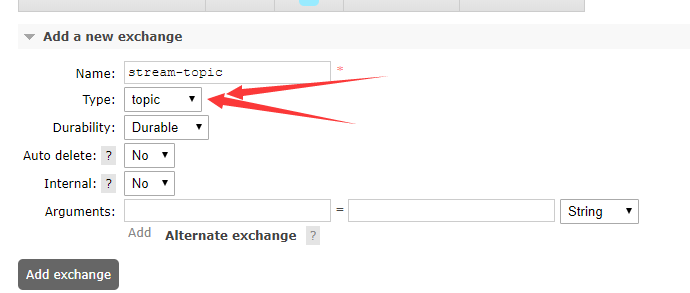 Add a new exchange
Name: stream-topic *
Type: topic
Durability: Durable
Auto delete: ? No
Internal: ? No
Arguments: = String
Add Alternate exchange ?
Add exchange